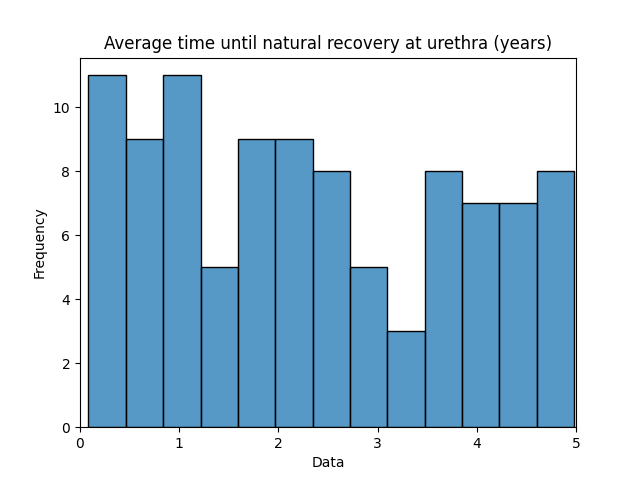 Average time until natural recovery at urethra (years)
Frequency
10
8
6
4
2
0
0 1 2 3 4 5
Data